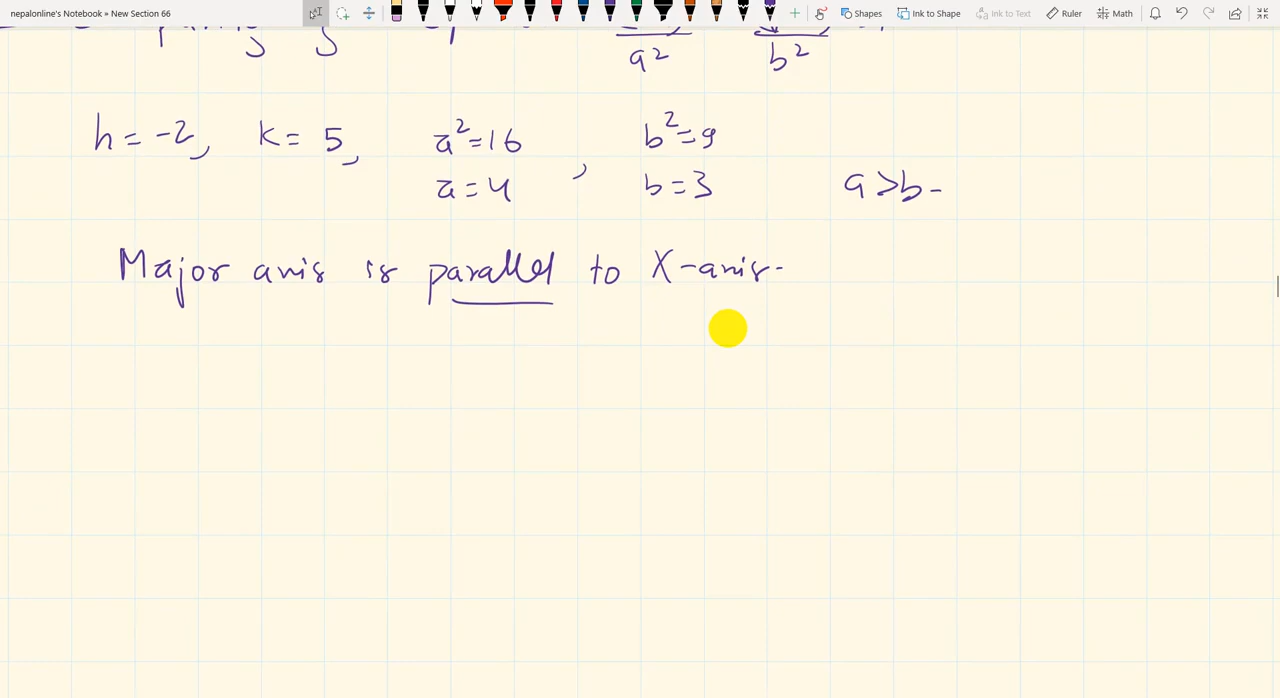 nepalonline's Notebook » New Section 66
Shapes Ink to Shape Ink to Text Ruler Math
a² b²
h = -2, k = 5, a² = 16, b² = 9
a = 4 b = 3 a > b -
Major axis is parallel to X-axis-